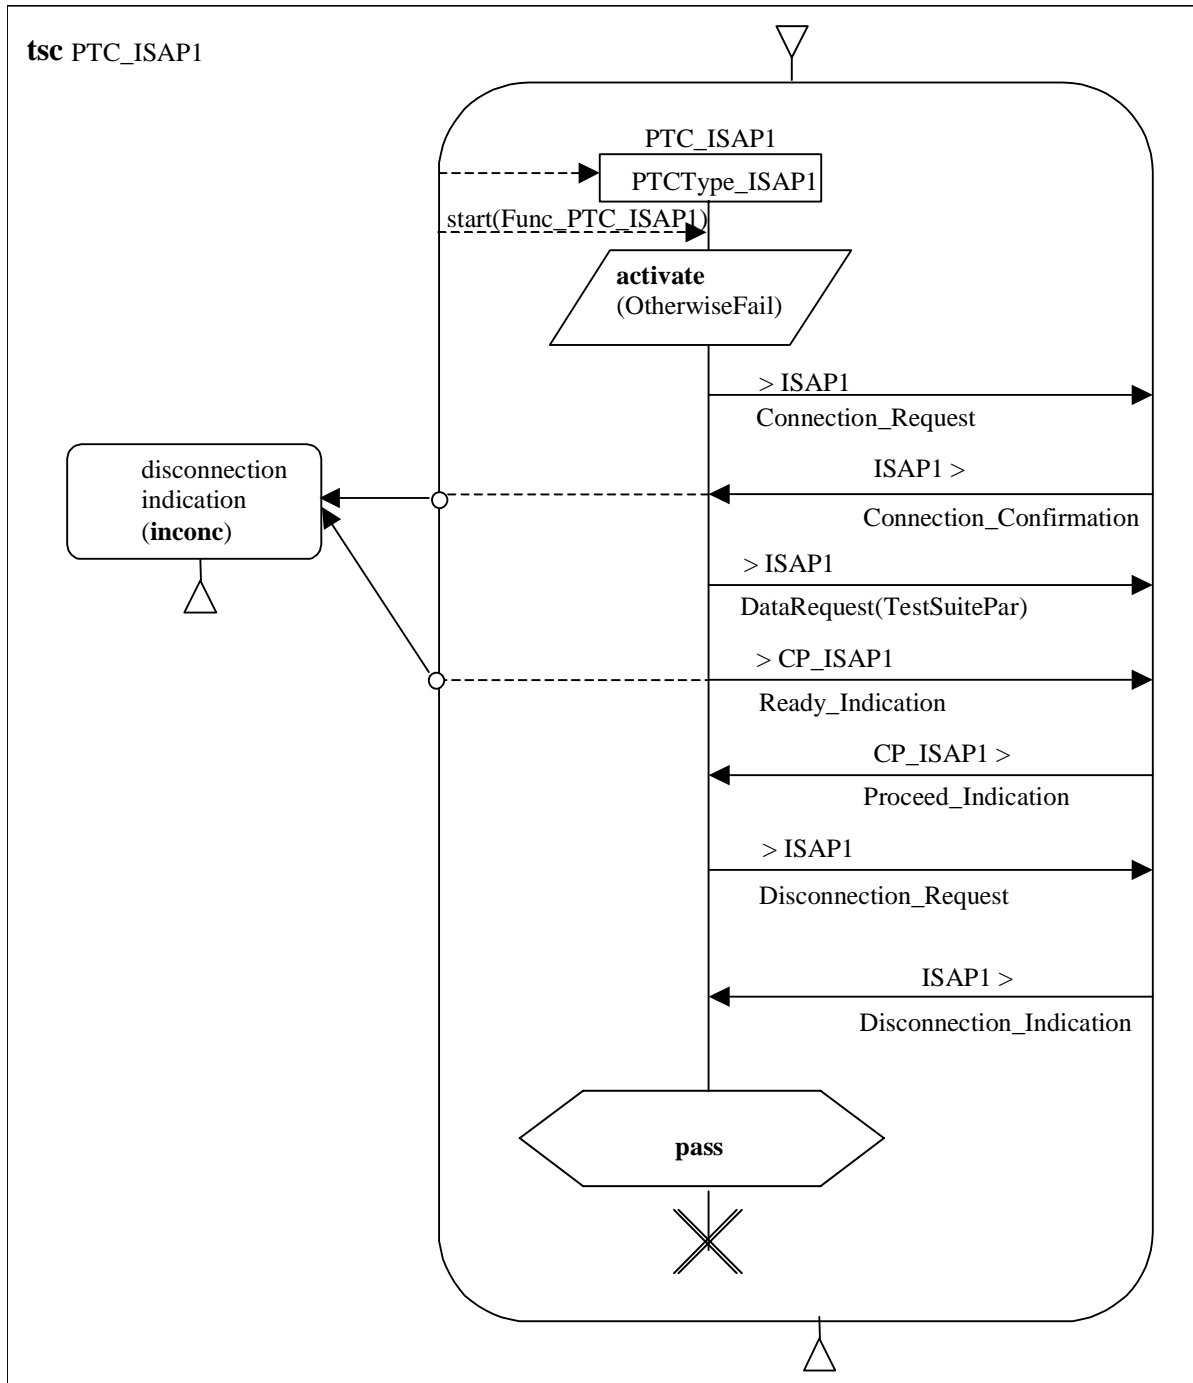 tsc PTC_ISAP1
PTC_ISAP1
PTCType_ISAP1
start(Func_PTC_ISAP1)
activate
(OtherwiseFail)
> ISAP1
Connection_Request
disconnection
indication
(inconc)
ISAP1 >
Connection_Confirmation
> ISAP1
DataRequest(TestSuitePar)
> CP_ISAP1
Ready_Indication
CP_ISAP1 >
Proceed_Indication
> ISAP1
Disconnection_Request
ISAP1 >
Disconnection_Indication
pass